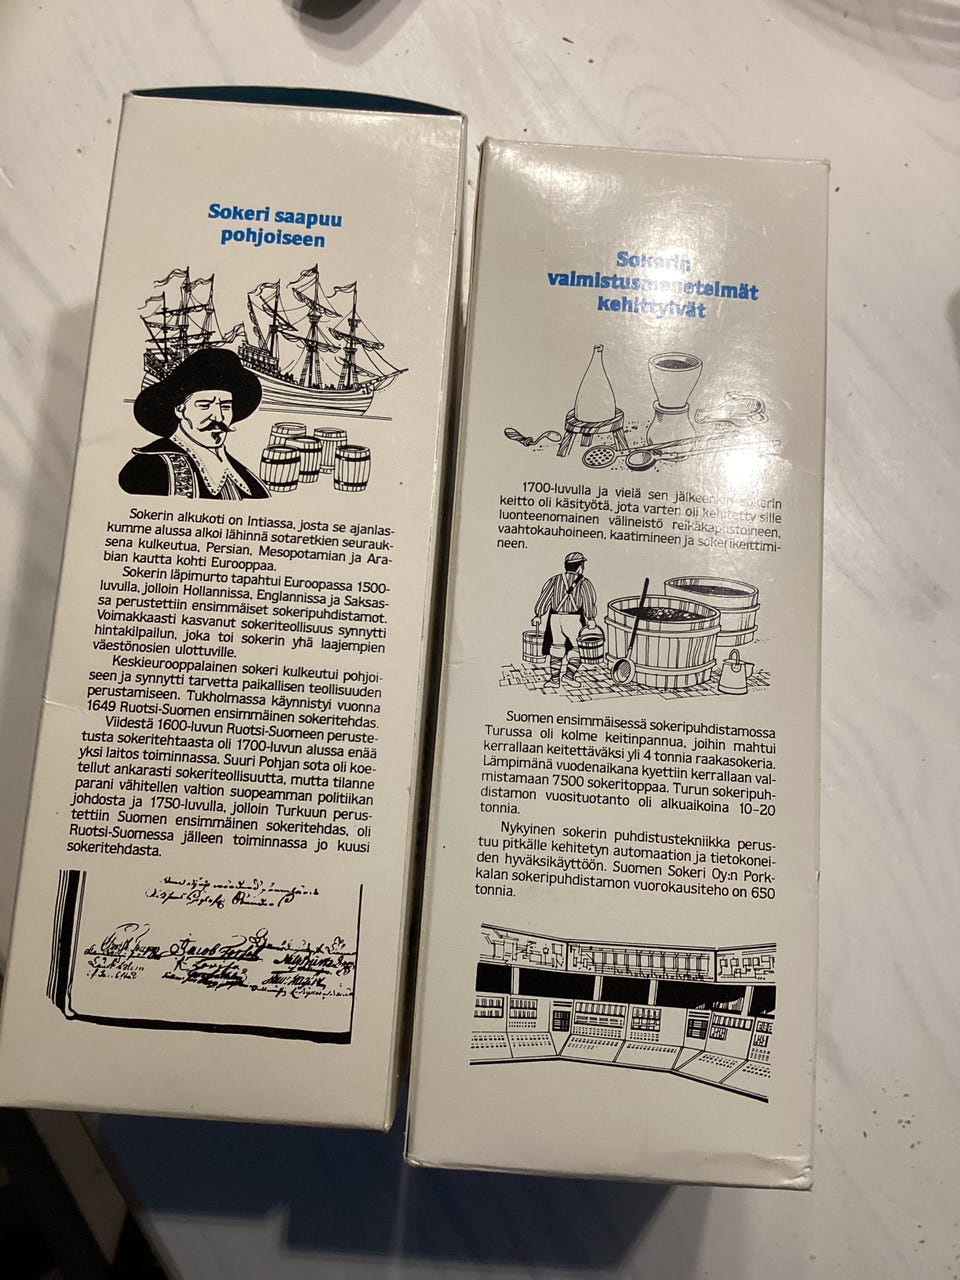 Sokeri saapuu
pohjoiseen
Sokerin alkukoti on Intiassa, josta se ajanlas-
kumme alussa alkoi lähinnä sotaretkien seurauk-
sena kulkeutua, Persian, Mesopotamian ja Ara-
bian kautta kohti Eurooppaa.
Sokerin läpimurto tapahtui Euroopassa 1500-
luvulla, jolloin Hollannissa, Englannissa ja Saksas-
sa perustettiin ensimmäiset sokeripuhdistamot.
Voimakkaasti kasvanut sokeriteollisuus synnytti
hintakilpailun, joka toi sokerin yhä laajempien
väestönosien ulottuville.
Keskieurooppalainen sokeri kulkeutui pohjoi-
seen ja synnytti tarvetta paikallisen teollisuuden
perustamiseen. Tukholmassa käynnistyi vuonna
1649 Ruotsi-Suomen ensimmäinen sokeritehdas.
Viidestä 1600-luvun Ruotsi-Suomeen peruste-
tusta sokeritehtaasta oli 1700-luvun alussa enää
yksi laitos toiminnassa. Suuri Pohjan sota oli koe-
tellut ankarasti sokeriteollisuutta, mutta tilanne
parani vähitellen valtion suopeamman politiikan
johdosta ja 1750-luvulla, jolloin Turkuun perus-
tettiin Suomen ensimmäinen sokeritehdas, oli
Ruotsi-Suomessa jälleen toiminnassa jo kuusi
sokeritehdasta.
Sokerin
valmistusmenetelmät
kehittyivät
1700-luvulla ja vielä sen jälkeenkin sokerin
keitto oli käsityötä, jota varten oli kehitetty sille
luonteenomainen välineistö reikäkapustoineen,
vaahtokauhoineen, kaatimineen ja sokerikeittimi-
neen.
Suomen ensimmäisessä sokeripuhdistamossa
Turussa oli kolme keitinpannua, joihin mahtui
kerrallaan keitettäväksi yli 4 tonnia raakasokeria.
Lämpimänä vuodenaikana kyettiin kerrallaan val-
mistamaan 7500 sokeritoppaa. Turun sokeripuh-
distamon vuosituotanto oli alkuaikoina 10-20
tonnia.
Nykyinen sokerin puhdistustekniikka perus-
tuu pitkälle kehitetyn automaation ja tietokonei-
den hyväksikäyttöön. Suomen Sokeri Oy:n Pork-
kalan sokeripuhdistamon vuorokausiteho on 650
tonnia.